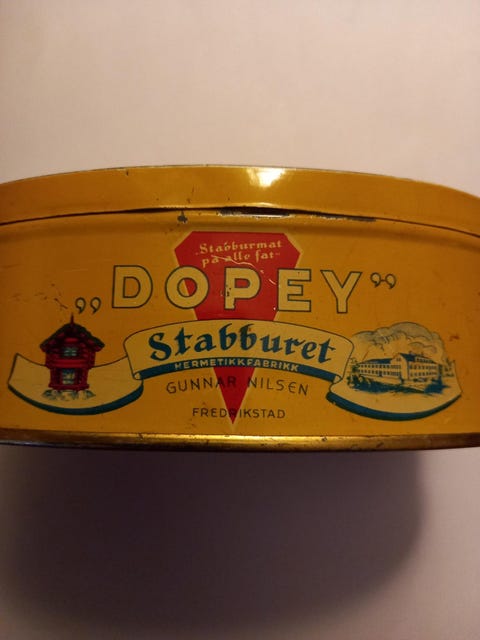 „Stabburmat
på alle fat"
„DOPEY"
Stabburet
HERMETIKKFABRIKK
GUNNAR NILSEN
FREDRIKSTAD